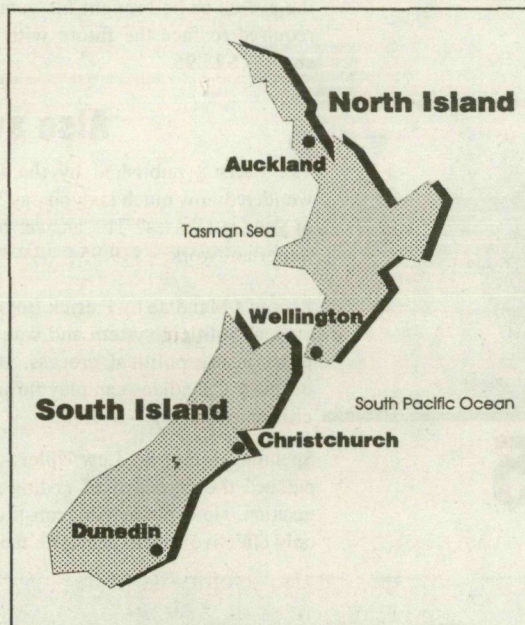 North Island
Auckland
Tasman Sea
Wellington
South Pacific Ocean
South Island
Christchurch
Dunedin